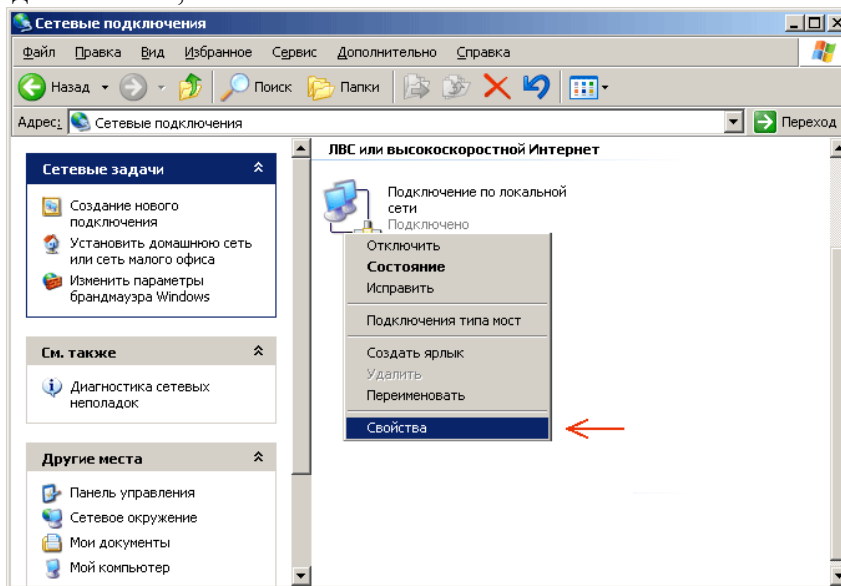 Сетевые подключения
Файл Правка Вид Избранное Сервис Дополнительно Справка
Назад Поиск Папки
Адрес: Сетевые подключения Переход
Сетевые задачи
Создание нового
подключения
Установить домашнюю сеть
или сеть малого офиса
Изменить параметры
брандмауэра Windows
См. также
Диагностика сетевых
неполадок
Другие места
Панель управления
Сетевое окружение
Мои документы
Мой компьютер
ЛВС или высокоскоростной Интернет
Подключение по локальной
сети
Подключено
Отключить
Состояние
Исправить
Подключения типа мост
Создать ярлык
Удалить
Переименовать
Свойства